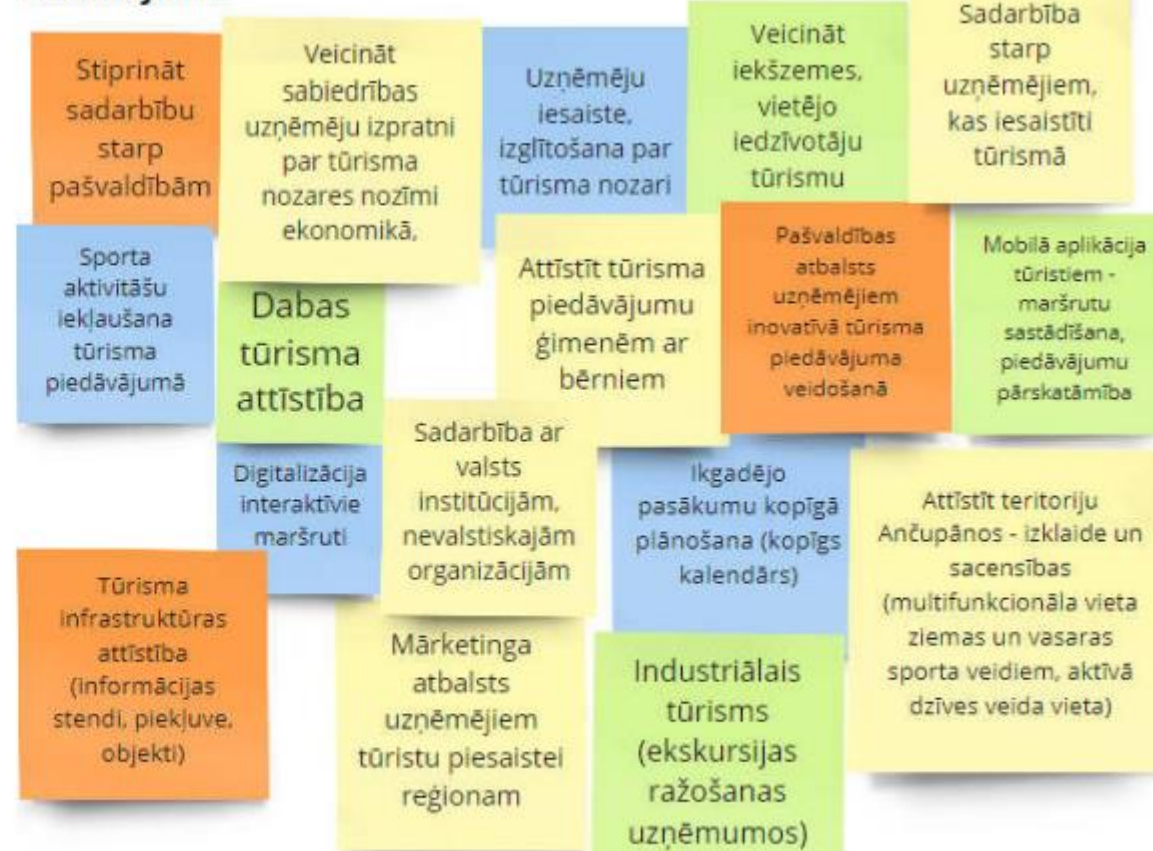 Stiprināt
sadarbību
starp
pašvaldībām
Veicināt
sabiedrības
uzņēmēju izpratni
par tūrisma
nozares nozīmi
ekonomikā,
Uzņēmēju
iesaiste,
izglītošana par
tūrisma nozari
Veicināt
iekšzemes,
vietējo
iedzīvotāju
tūrismu
Sadarbība
starp
uzņēmējiem,
kas iesaistīti
tūrismā
Sporta
aktivitāšu
iekļaušana
tūrisma
piedāvājumā
Dabas
tūrisma
attīstība
Attīstīt tūrisma
piedāvājumu
ģimenēm ar
bērniem
Pašvaldības
atbalsts
uzņēmējiem
inovatīvā tūrisma
piedāvājuma
veidošanā
Mobilā aplikācija
tūristiem -
maršrutu
sastādīšana,
piedāvājumu
pārskatāmība
Digitalizācija
interaktīvie
maršruti
Sadarbība ar
valsts
institūcijām,
nevalstiskajām
organizācijām
Ikgadējo
pasākumu kopīgā
plānošana (kopīgs
kalendārs)
Attīstīt teritoriju
Ančupānos - izklaide un
sacensības
(multifunkcionāla vieta
ziemas un vasaras
sporta veidiem, aktīvā
dzīves veida vieta)
Tūrisma
infrastruktūras
attīstība
(informācijas
stendi, piekļuve,
objekti)
Mārketinga
atbalsts
uzņēmējiem
tūristu piesaistei
reģionam
Industriālais
tūrisms
(ekskursijas
ražošanas
uzņēmumos)